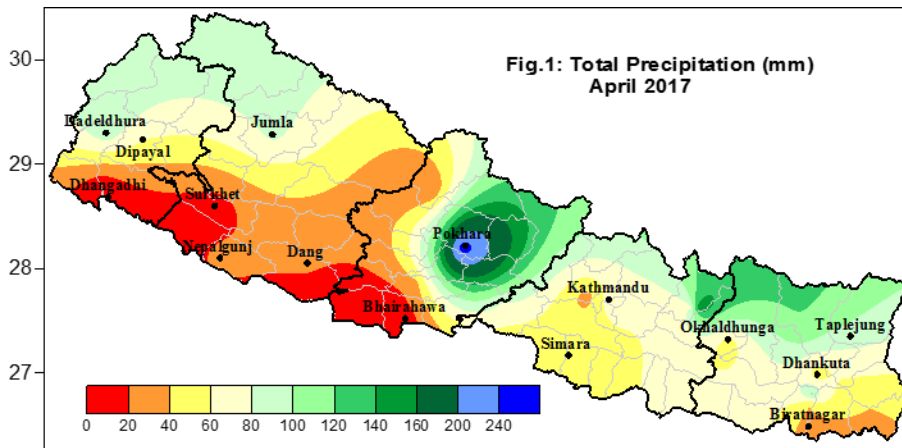 Fig.1: Total Precipitation (mm)
April 2017
30
29
28
27
Dadeldhura
Dipayal
Jumla
Dhangadhi
Surkhet
Nepalgunj
Dang
Pokhara
Bhairahawa
Kathmandu
Simara
Okhaldhunga
Taplejung
Dhankuta
Biratnagar
0 20 40 60 80 100 120 140 160 200 240